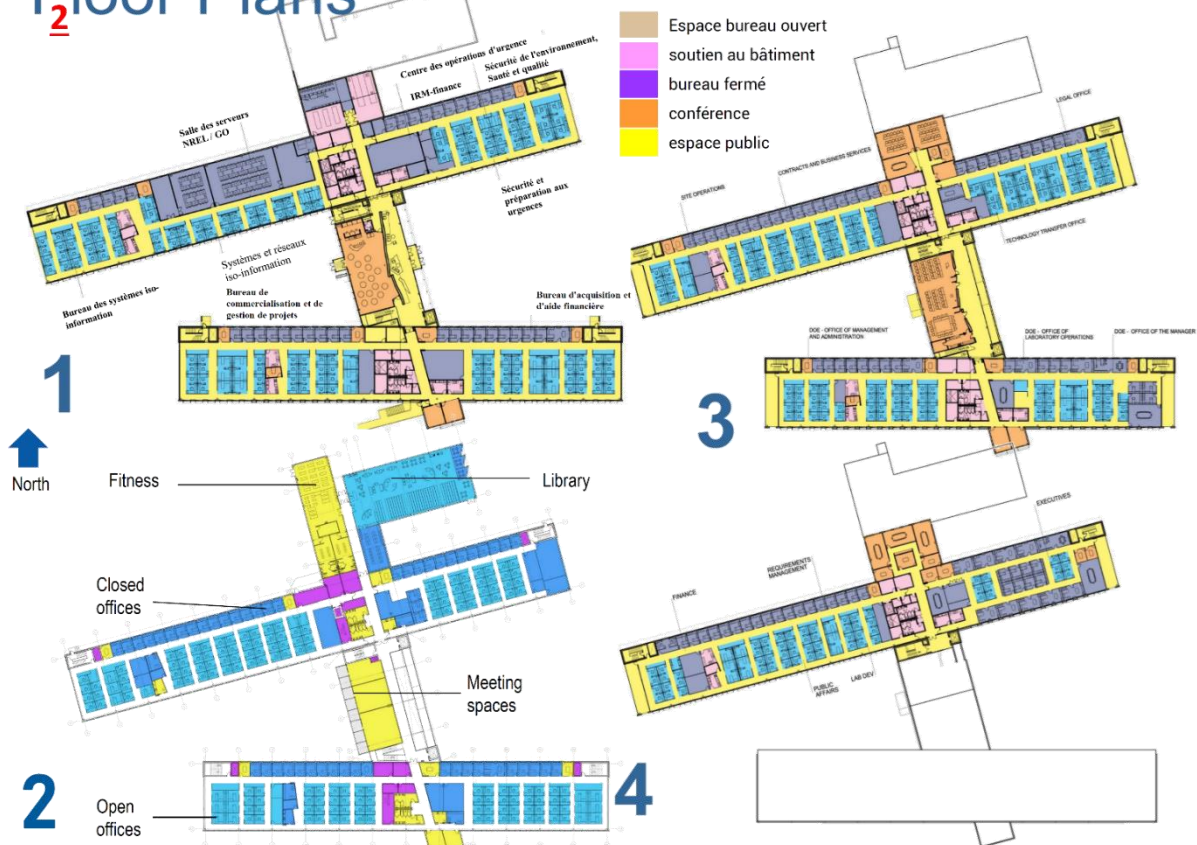 Floor Plans
2
Espace bureau ouvert
soutien au bâtiment
bureau fermé
conférence
espace public
Centre des opérations d'urgence
Sécurité de l'environnement,
Santé et qualité
IRM-finance
Salle des serveurs
NREL / GO
Sécurité et
préparation aux
urgences
Systèmes et réseaux
iso-information
Bureau des systèmes iso-
information
Bureau de
commercialisation et de
gestion de projets
Bureau d'acquisition et
d'aide financière
1
LEGAL OFFICE
CONTRACTS AND BUSINESS SERVICES
SITE OPERATIONS
TECHNOLOGY TRANSFER OFFICE
DOE - OFFICE OF MANAGEMENT
AND ADMINISTRATION
DOE - OFFICE OF
LABORATORY OPERATIONS
DOE - OFFICE OF THE MANAGER
3
North
Fitness
Library
Closed
offices
Meeting
spaces
Open
offices
2
EXECUTIVES
REQUIREMENTS
MANAGEMENT
FINANCE
PUBLIC
AFFAIRS
LAB DEV
4